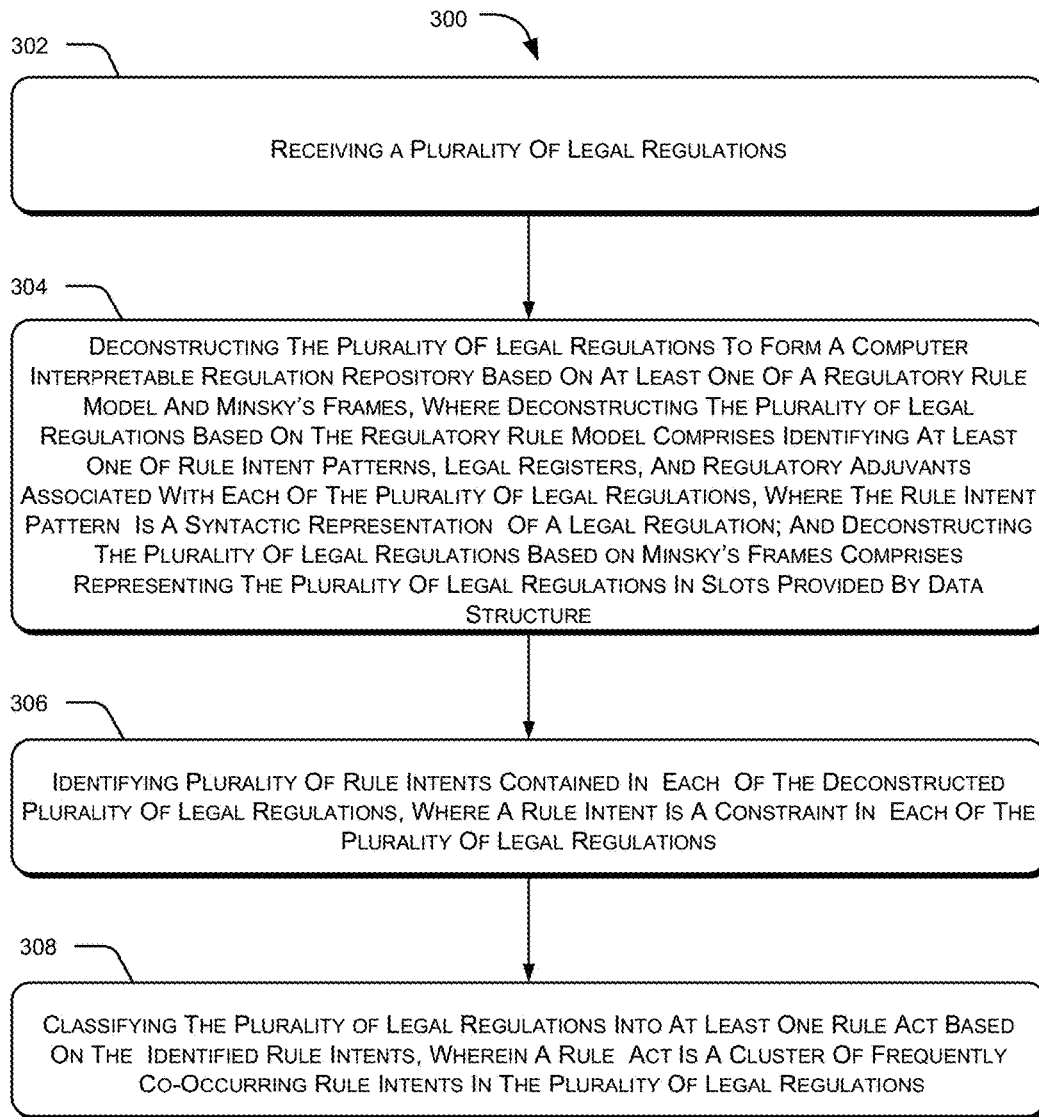 300
302
RECEIVING A PLURALITY OF LEGAL REGULATIONS
304
DECONSTRUCTING THE PLURALITY OF LEGAL REGULATIONS TO FORM A COMPUTER
INTERPRETABLE REGULATION REPOSITORY BASED ON AT LEAST ONE OF A REGULATORY RULE
MODEL AND MINSKY'S FRAMES, WHERE DECONSTRUCTING THE PLURALITY OF LEGAL
REGULATIONS BASED ON THE REGULATORY RULE MODEL COMPRISES IDENTIFYING AT LEAST
ONE OF RULE INTENT PATTERNS, LEGAL REGISTERS, AND REGULATORY ADJUVANTS
ASSOCIATED WITH EACH OF THE PLURALITY OF LEGAL REGULATIONS, WHERE THE RULE INTENT
PATTERN IS A SYNTACTIC REPRESENTATION OF A LEGAL REGULATION; AND DECONSTRUCTING
THE PLURALITY OF LEGAL REGULATIONS BASED ON MINSKY'S FRAMES COMPRISES
REPRESENTING THE PLURALITY OF LEGAL REGULATIONS IN SLOTS PROVIDED BY DATA
STRUCTURE
306
IDENTIFYING PLURALITY OF RULE INTENTS CONTAINED IN EACH OF THE DECONSTRUCTED
PLURALITY OF LEGAL REGULATIONS, WHERE A RULE INTENT IS A CONSTRAINT IN EACH OF THE
PLURALITY OF LEGAL REGULATIONS
308
CLASSIFYING THE PLURALITY OF LEGAL REGULATIONS INTO AT LEAST ONE RULE ACT BASED
ON THE IDENTIFIED RULE INTENTS, WHEREIN A RULE ACT IS A CLUSTER OF FREQUENTLY
CO-OCCURRING RULE INTENTS IN THE PLURALITY OF LEGAL REGULATIONS